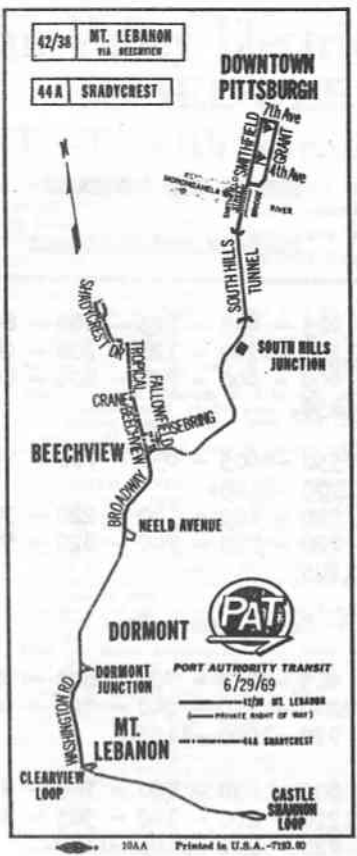 42/38 MT. LEBANON
VIA BEECHVIEW
44A SHADYCREST
DOWNTOWN
PITTSBURGH
7th Ave
SMITHFIELD
GRANT
4th Ave
MONONGAHELA
RIVER
SOUTH HILLS
TUNNEL
SOUTH HILLS
JUNCTION
SHADYCREST DR
TROPICAL
CRANE
BEECHVIEW
FALLOWFIELD
ROSEBRING
BEECHVIEW
BROADWAY
NEELD AVENUE
PAT
DORMONT
PORT AUTHORITY TRANSIT
6/29/69
DORMONT
JUNCTION
42/38 MT. LEBANON
(PRIVATE RIGHT OF WAY)
44A SHADYCREST
WASHINGTON RD
MT.
LEBANON
CLEARVIEW
LOOP
CASTLE
SHANNON
LOOP
10AA Printed in U.S.A.